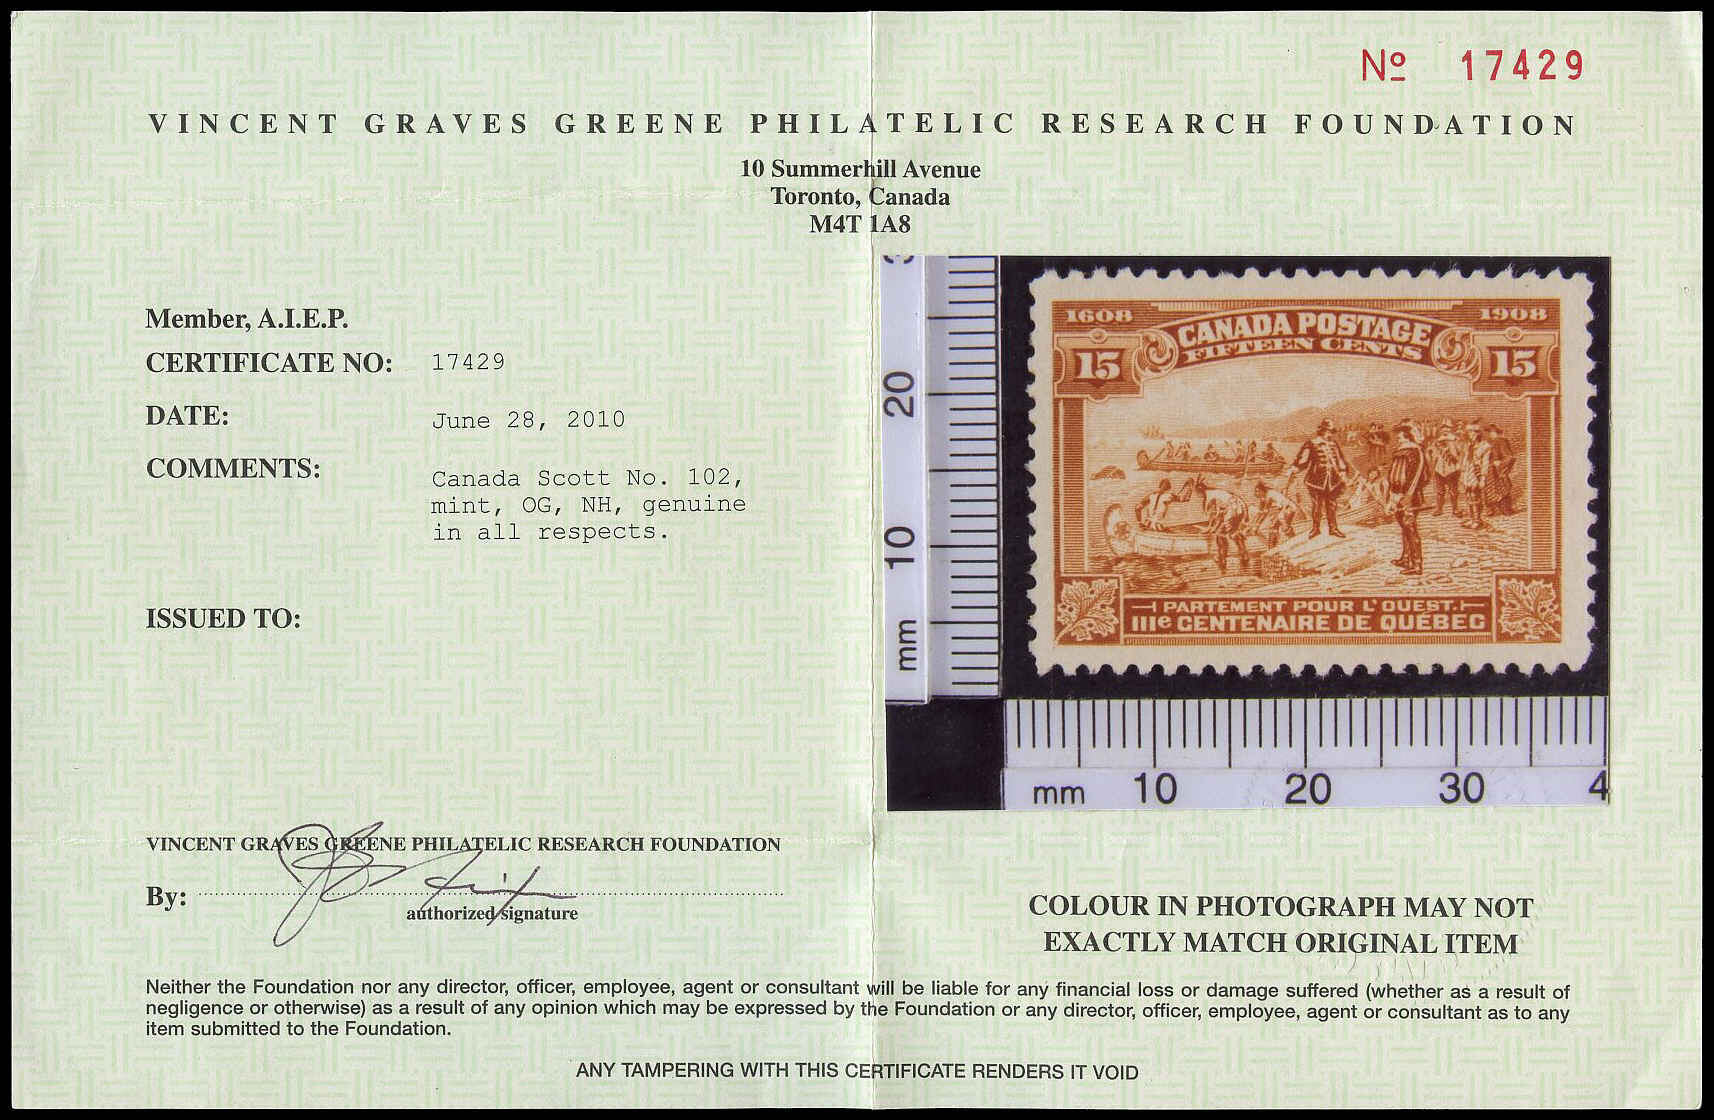 Nº 17429
VINCENT GRAVES GREENE PHILATELIC RESEARCH FOUNDATION
10 Summerhill Avenue
Toronto, Canada
M4T 1A8
Member, A.I.E.P.
CERTIFICATE NO: 17429
DATE: June 28, 2010
COMMENTS: Canada Scott No. 102,
mint, OG, NH, genuine
in all respects.
ISSUED TO:
20
10
mm
1608 1908
CANADA POSTAGE
FIFTEEN CENTS
15 15
PARTEMENT POUR L'OUEST.
IIIe CENTENAIRE DE QUÉBEC
mm 10 20 30 4
VINCENT GRAVES GREENE PHILATELIC RESEARCH FOUNDATION
By:
authorized signature
COLOUR IN PHOTOGRAPH MAY NOT
EXACTLY MATCH ORIGINAL ITEM
Neither the Foundation nor any director, officer, employee, agent or consultant will be liable for any financial loss or damage suffered (whether as a result of
negligence or otherwise) as a result of any opinion which may be expressed by the Foundation or any director, officer, employee, agent or consultant as to any
item submitted to the Foundation.
ANY TAMPERING WITH THIS CERTIFICATE RENDERS IT VOID